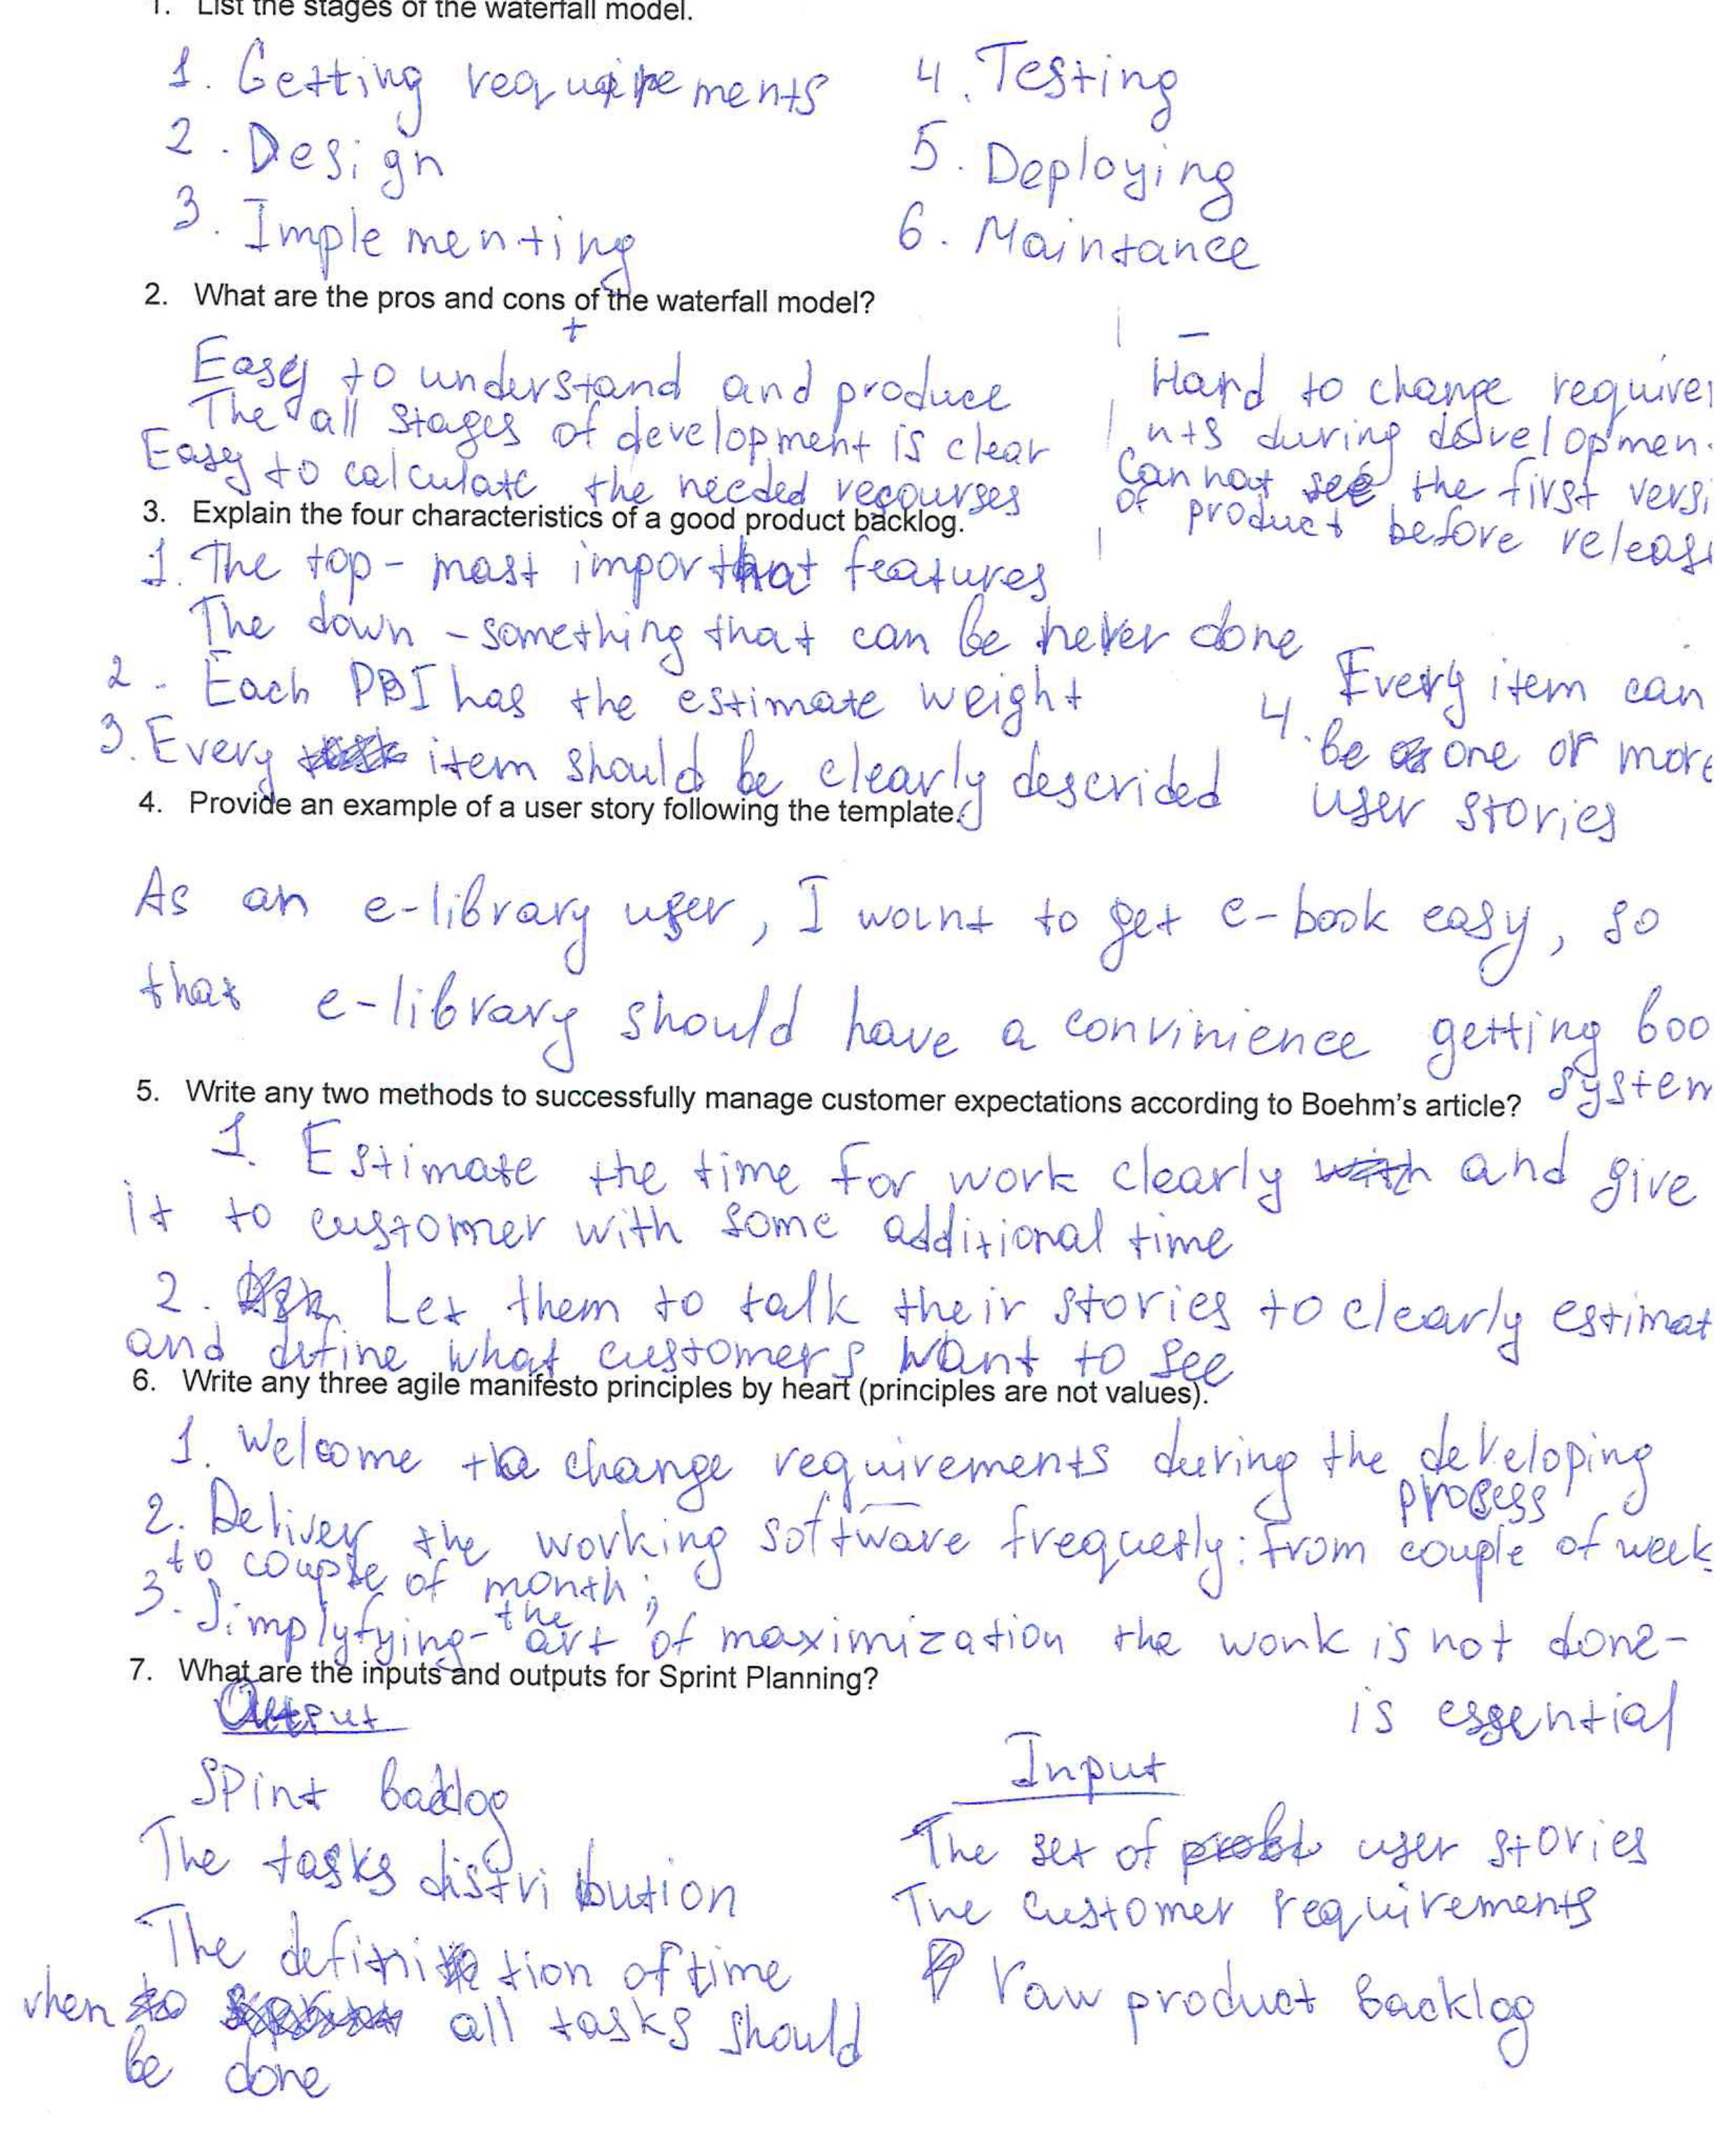 1. List the stages of the waterfall model.
1. Getting requirements
2. Design
3. Implementing
4. Testing
5. Deploying
6. Maintance
2. What are the pros and cons of the waterfall model?
+
Easy to understand and produce
The all stages of development is clear
Easy to calculate the needed recourses
-
Hard to change require
nts during developmen
Can not see the first versi
of product before releas
3. Explain the four characteristics of a good product backlog.
1. The top - most important features
The down - something that can be never done
2. Each PBI has the estimate weight
3. Every item should be clearly descrided
4. Every item can
be one or more
user stories
4. Provide an example of a user story following the template.
As an e-library user, I want to get e-book easy, so
that e-library should have a convinience getting boo
system
5. Write any two methods to successfully manage customer expectations according to Boehm's article?
1. Estimate the time for work clearly and give
it to customer with some additional time
2. Let them to talk their stories to clearly estimat
and define what customers want to see
6. Write any three agile manifesto principles by heart (principles are not values).
1. Welcome to change requirements during the developing
process
2. Deliver the working software frequetly: from couple of week
to couple of month;
3. Simplyfying - the art of maximization the work is not done -
is essential
7. What are the inputs and outputs for Sprint Planning?
Output
Spint backlog
The tasks distribution
The definition of time
when all tasks should
be done
Input
The set of user stories
The customer requirements
raw product backlog